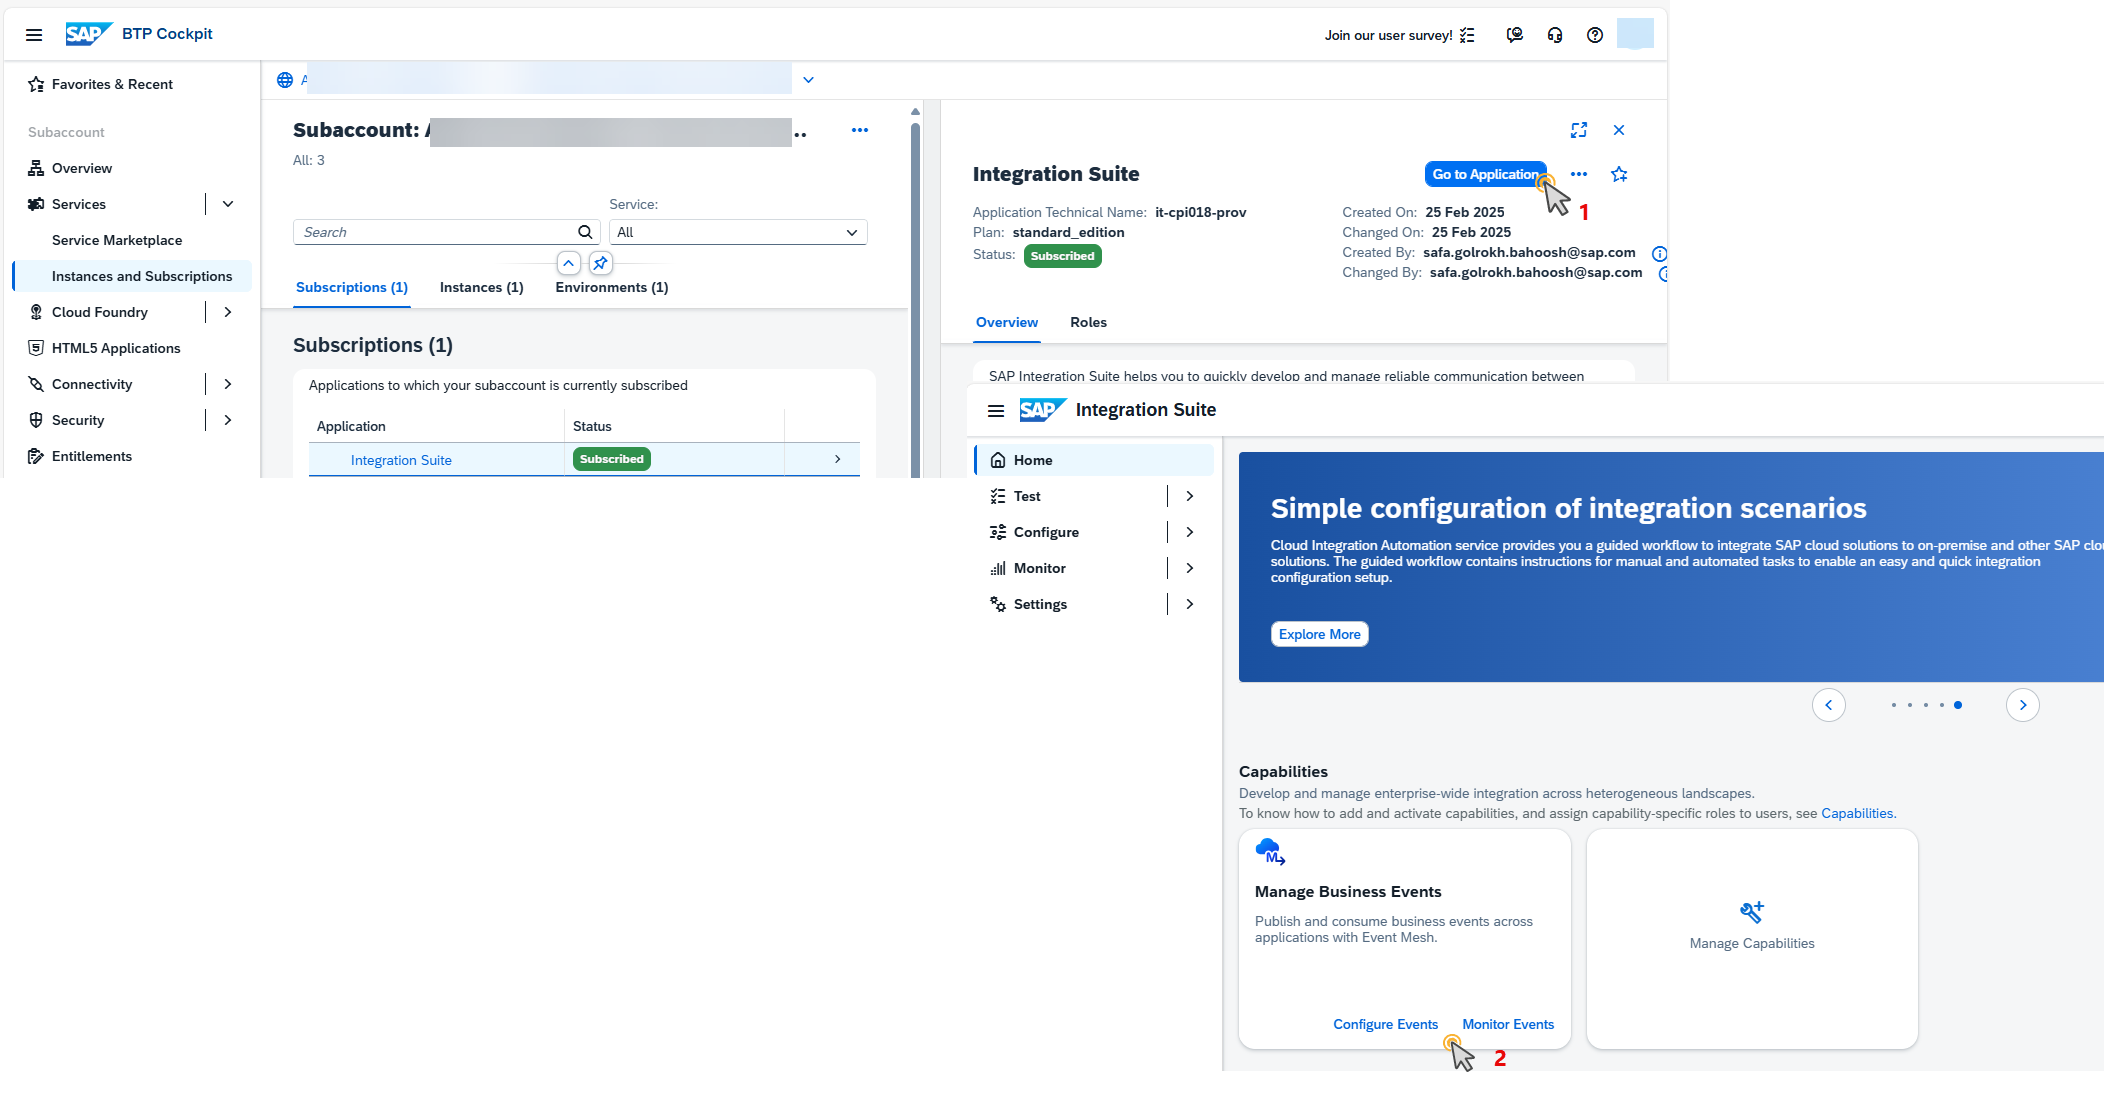 SAP BTP Cockpit
Join our user survey!
Favorites & Recent
Subaccount
Overview
Services
Service Marketplace
Instances and Subscriptions
Cloud Foundry
HTML5 Applications
Connectivity
Security
Entitlements
Subaccount:
..
All: 3
Service:
Search
All
Subscriptions (1)
Instances (1)
Environments (1)
Subscriptions (1)
Applications to which your subaccount is currently subscribed
Application
Status
Integration Suite
Subscribed
Integration Suite
Go to Application
1
Application Technical Name: it-cpi018-prov
Plan: standard_edition
Status: Subscribed
Created On: 25 Feb 2025
Changed On: 25 Feb 2025
Created By: safa.golrokh.bahoosh@sap.com
Changed By: safa.golrokh.bahoosh@sap.com
Overview
Roles
SAP Integration Suite helps you to quickly develop and manage reliable communication between
SAP Integration Suite
Home
Test
Configure
Monitor
Settings
Simple configuration of integration scenarios
Cloud Integration Automation service provides you a guided workflow to integrate SAP cloud solutions to on-premise and other SAP clou
solutions. The guided workflow contains instructions for manual and automated tasks to enable an easy and quick integration
configuration setup.
Explore More
Capabilities
Develop and manage enterprise-wide integration across heterogeneous landscapes.
To know how to add and activate capabilities, and assign capability-specific roles to users, see Capabilities.
M
Manage Business Events
Publish and consume business events across
applications with Event Mesh.
Configure Events
Monitor Events
2
Manage Capabilities